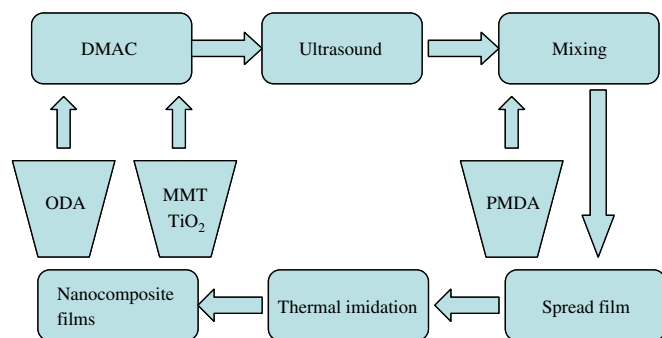 DMAC
Ultrasound
Mixing
ODA
MMT
TiO₂
PMDA
Nanocomposite
films
Thermal imidation
Spread film